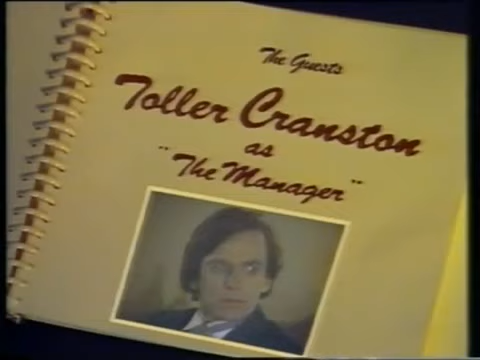 The Guests
Toller Cranston
as
"The Manager"